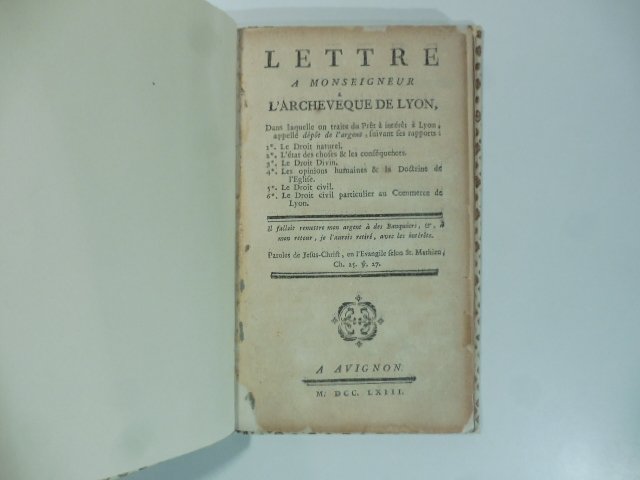 LETTRE
A MONSEIGNEUR
L'ARCHEVEQUE DE LYON,
Dans laquelle on traite du Prêt à intérêt à Lyon,
appellé dépôt de l'argent, suivant ses rapports:
1°. Le Droit naturel.
2°. L'état des choses & les conséquences.
3°. Le Droit Divin.
4°. Les opinions humaines & la Doctrine de
l'Eglise.
5°. Le Droit civil.
6°. Le Droit civil particulier au Commerce de
Lyon.
Il falloit remettre mon argent à des Banquiers, &, à
mon retour, je l'aurois retiré, avec les intérêts.
Paroles de Jesus-Christ, en l'Evangile selon St. Mathieu,
Ch. 25. ℣. 27.
A AVIGNON.
M. DCC. LXIII.